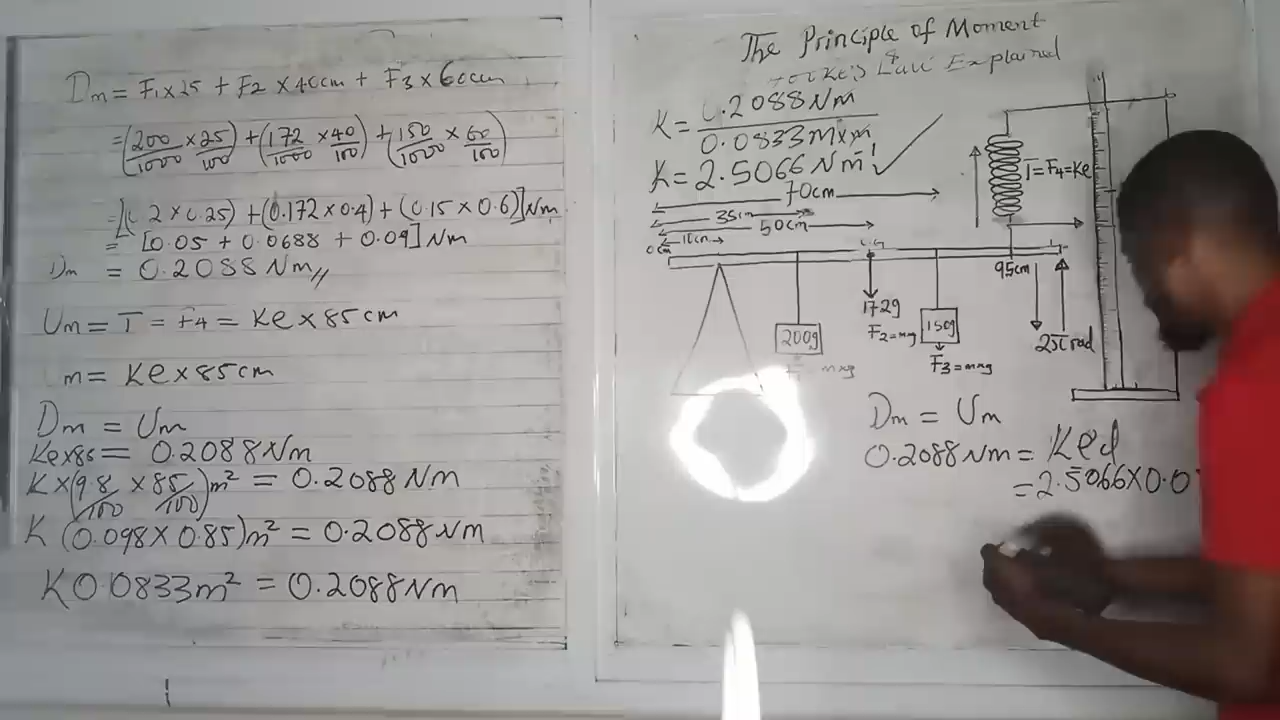 Dm = F1 x 25 + F2 x 40cm + F3 x 60cm
= (200/1000 x 25/100) + (172/1000 x 40/100) + (150/1000 x 60/100)
= [(0.2 x 0.25) + (0.172 x 0.4) + (0.15 x 0.6)] Nm
= [0.05 + 0.0688 + 0.09] Nm
Dm = 0.2088 Nm //
Um = T = F4 = Ke x 85cm
m = Ke x 85cm
Dm = Um
Ke x 85 = 0.2088 x Nm
K x (9.8/100 x 85/100) m² = 0.2088 Nm
K (0.098 x 0.85) m² = 0.2088 Nm
K 0.0833 m² = 0.2088 Nm
The Principle of Moment
Hooke's Law Explained
K = 0.2088 Nm / 0.0833 m x m
K = 2.5066 Nm⁻¹ ✓
70cm
35cm
50cm
0cm
10cm
C.G
T = F4 = Ke
95cm
200g
172g
F2 = mg
150g
F3 = m x g
m x g
Dm = Um
0.2088 Nm = Ked
= 2.5066 x 0.0